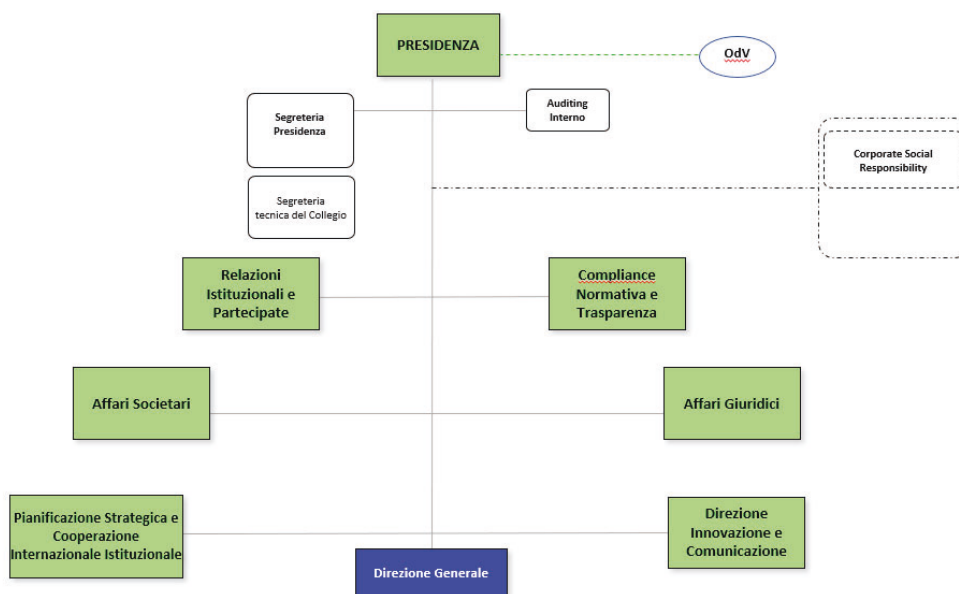 PRESIDENZA
OdV
Segreteria
Presidenza
Auditing
Interno
Corporate Social
Responsibility
Segreteria
tecnica del Collegio
Relazioni
Istituzionali e
Partecipate
Compliance
Normativa e
Trasparenza
Affari Societari
Affari Giuridici
Pianificazione Strategica e
Cooperazione
Internazionale Istituzionale
Direzione
Innovazione e
Comunicazione
Direzione Generale